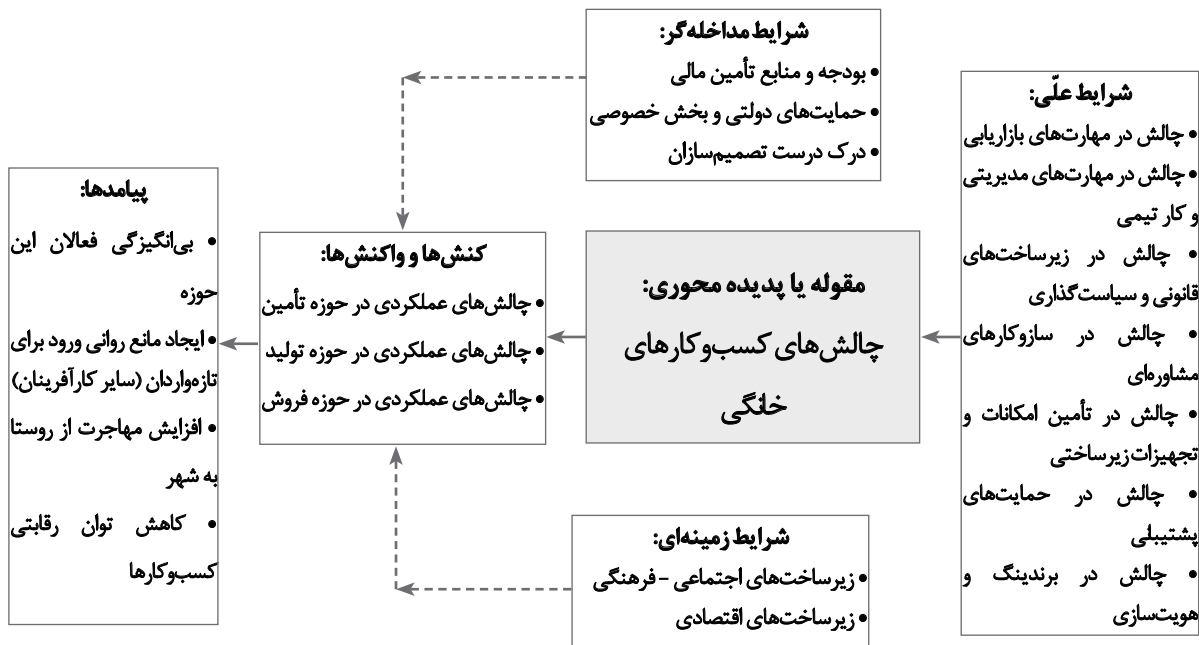 شرایط مداخله‌گر:
• بودجه و منابع تأمین مالی
• حمایت‌های دولتی و بخش خصوصی
• درک درست تصمیم‌سازان
شرایط علّی:
• چالش در مهارت‌های بازاریابی
• چالش در مهارت‌های مدیریتی
و کار تیمی
• چالش در زیرساخت‌های
قانونی و سیاست‌گذاری
• چالش در سازوکارهای
مشاوره‌ای
• چالش در تأمین امکانات و
تجهیزات زیرساختی
• چالش در حمایت‌های
پشتیبانی
• چالش در برندینگ و
هویت‌سازی
مقوله یا پدیده محوری:
چالش‌های کسب‌وکارهای
خانگی
کنش‌ها و واکنش‌ها:
• چالش‌های عملکردی در حوزه تأمین
• چالش‌های عملکردی در حوزه تولید
• چالش‌های عملکردی در حوزه فروش
پیامدها:
• بی‌انگیزگی فعالان این
حوزه
• ایجاد مانع روانی ورود برای
تازه‌واردان (سایر کارآفرینان)
• افزایش مهاجرت از روستا
به شهر
• کاهش توان رقابتی
کسب‌وکارها
شرایط زمینه‌ای:
• زیرساخت‌های اجتماعی - فرهنگی
• زیرساخت‌های اقتصادی